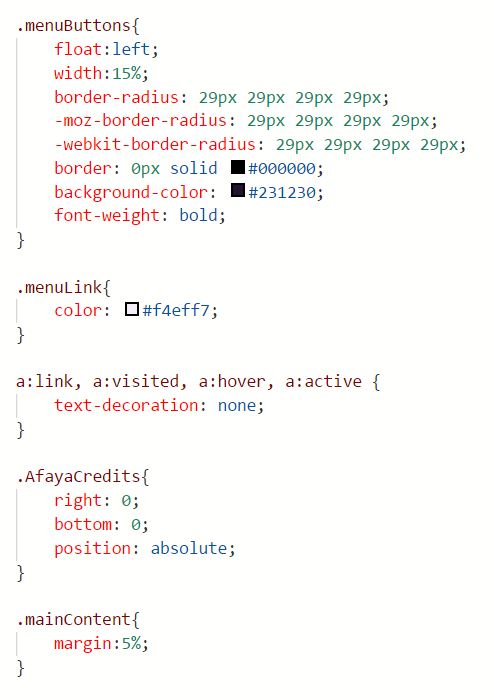 .menuButtons{
    float:left;
    width:15%;
    border-radius: 29px 29px 29px 29px;
    -moz-border-radius: 29px 29px 29px 29px;
    -webkit-border-radius: 29px 29px 29px 29px;
    border: 0px solid #000000;
    background-color: #231230;
    font-weight: bold;
}

.menuLink{
    color: #f4eff7;
}

a:link, a:visited, a:hover, a:active {
    text-decoration: none;
}

.AfayaCredits{
    right: 0;
    bottom: 0;
    position: absolute;
}

.mainContent{
    margin:5%;
}